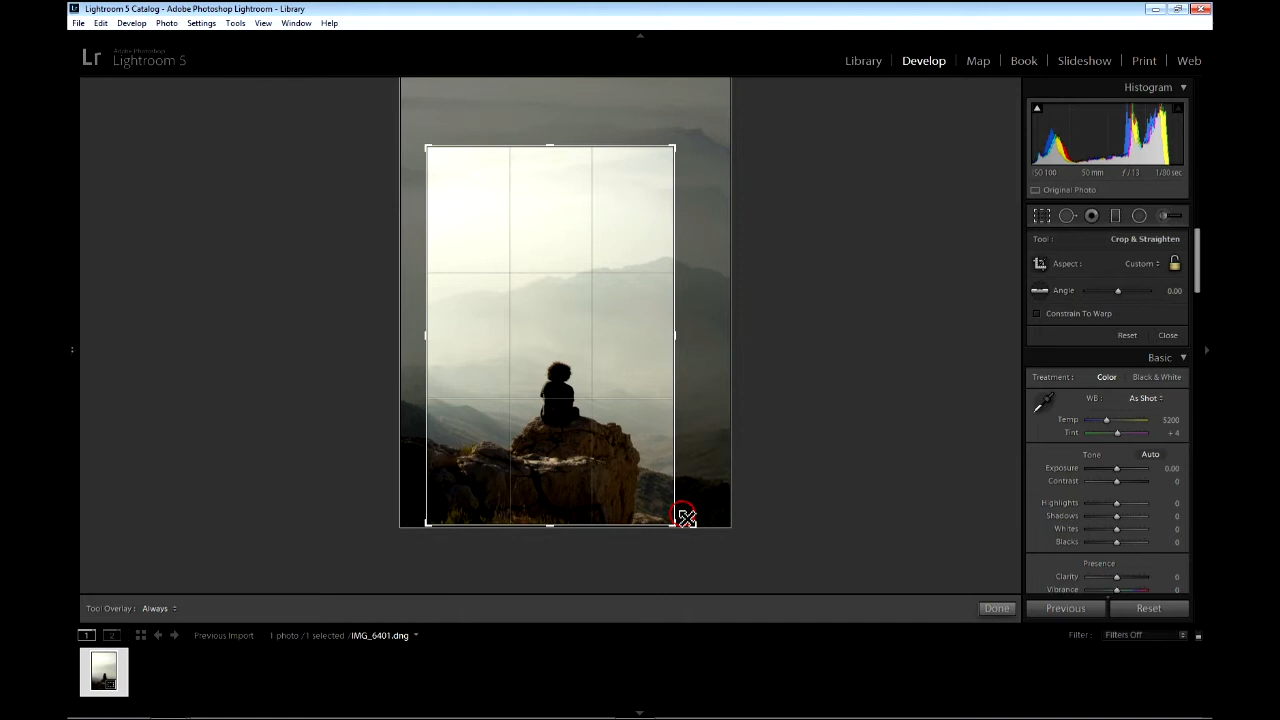 Lightroom 5 Catalog - Adobe Photoshop Lightroom - Library
File Edit Develop Photo Settings Tools View Window Help
Lr Adobe Photoshop
Lightroom 5
Library Develop Map Book Slideshow Print Web
Histogram
ISO 100 50 mm f / 13 1/80 sec
Original Photo
Tool : Crop & Straighten
Aspect : Custom
Angle 0.00
Constrain To Warp
Reset Close
Basic
Treatment : Color Black & White
WB : As Shot
Temp 5200
Tint + 4
Tone Auto
Exposure 0.00
Contrast 0
Highlights 0
Shadows 0
Whites 0
Blacks 0
Presence
Clarity 0
Vibrance 0
Tool Overlay : Always Done Previous Reset
1 2 Previous Import 1 photo / 1 selected / IMG_6401.dng Filter : Filters Off